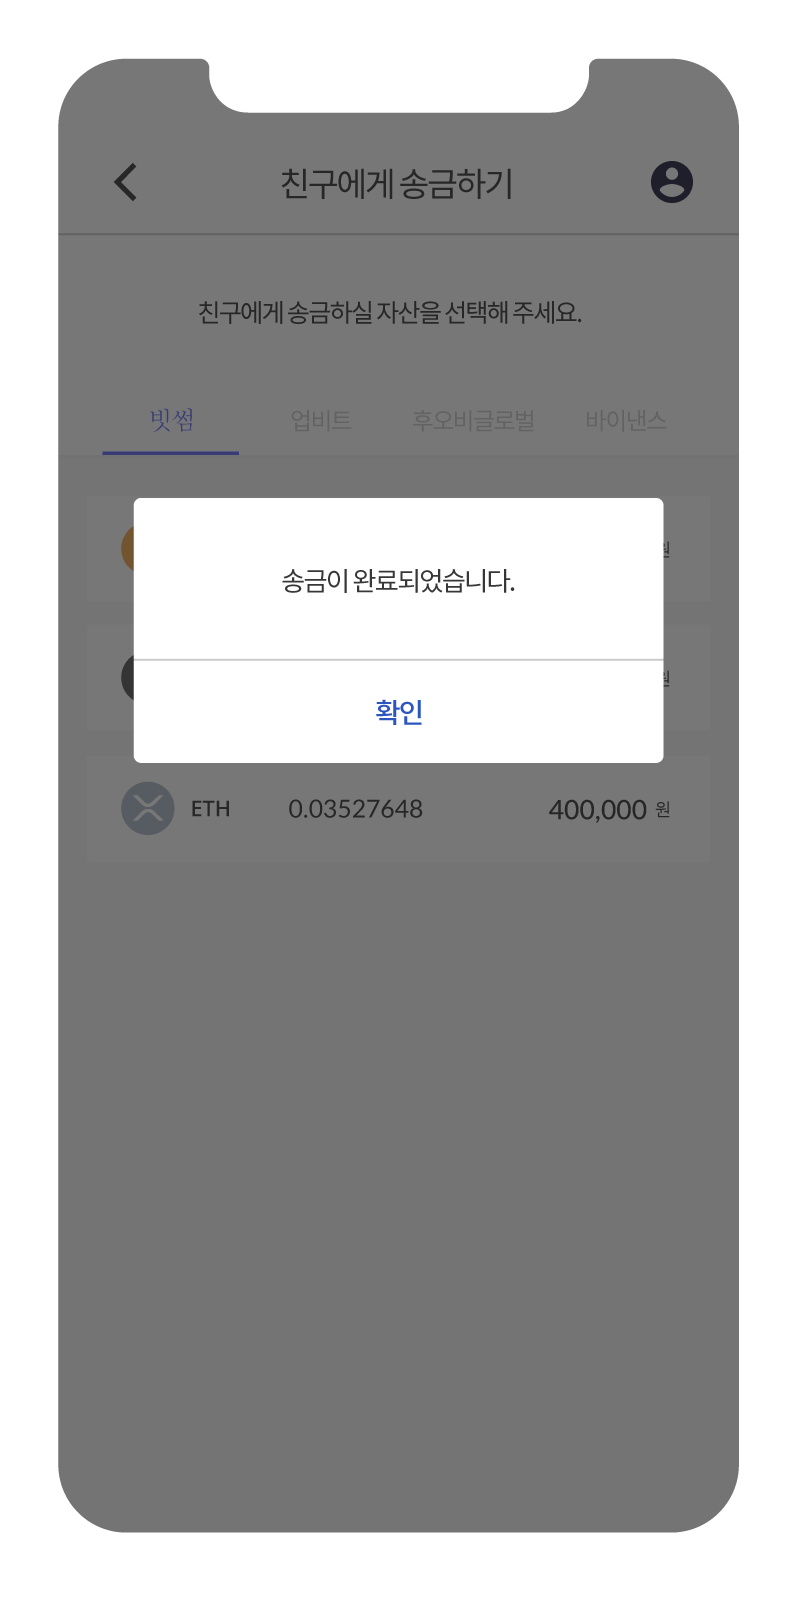 친구에게 송금하기
친구에게 송금하실 자산을 선택해 주세요.
빗썸 업비트 후오비글로벌 바이낸스
송금이 완료되었습니다.
확인
ETH 0.03527648 400,000 원